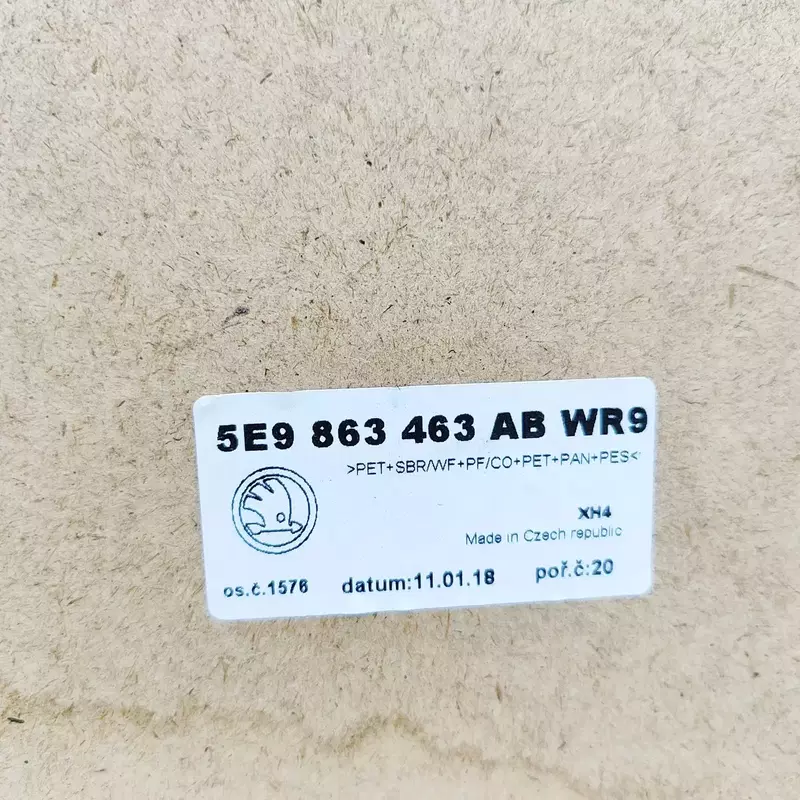 5E9 863 463 AB WR9
>PET+SBR/WF+PF/CO+PET+PAN+PES<
XH4
Made in Czech republic
os.č.1576 datum:11.01.18 poř.č:20